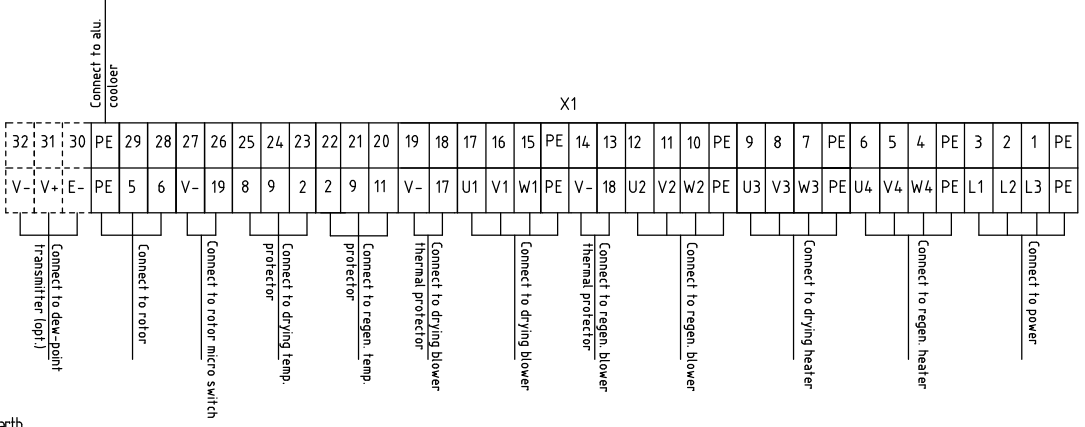 Connect to alu.
cooloer
X1
32 31 30 PE 29 28 27 26 25 24 23 22 21 20 19 18 17 16 15 PE 14 13 12 11 10 PE 9 8 7 PE 6 5 4 PE 3 2 1 PE
V- V+ E- PE 5 6 V- 19 8 9 2 2 9 11 V- 17 U1 V1 W1 PE V- 18 U2 V2 W2 PE U3 V3 W3 PE U4 V4 W4 PE L1 L2 L3 PE
Connect to dew-point
transmitter (opt.)
Connect to rotor
Connect to rotor micro switch
Connect to drying temp.
protector
Connect to regen. temp.
protector
Connect to drying blower
thermal protector
Connect to drying blower
Connect to regen. blower
thermal protector
Connect to regen. blower
Connect to drying heater
Connect to regen. heater
Connect to power